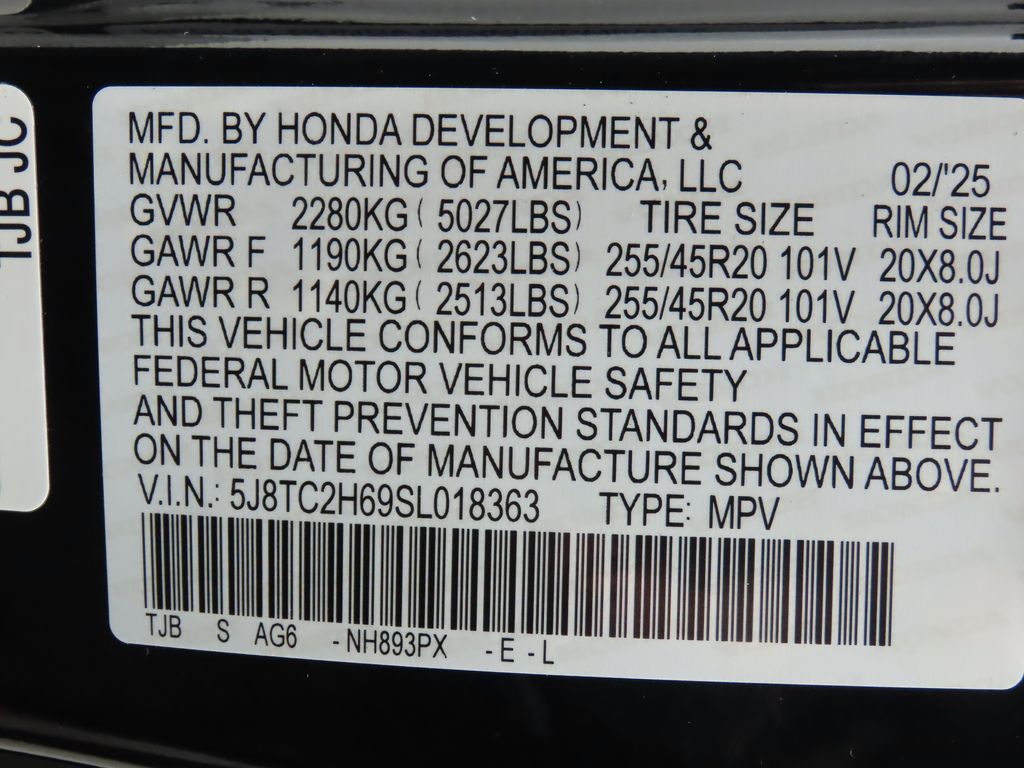 TJB JC
MFD. BY HONDA DEVELOPMENT &
MANUFACTURING OF AMERICA, LLC 02/'25
GVWR 2280KG ( 5027LBS) TIRE SIZE RIM SIZE
GAWR F 1190KG ( 2623LBS) 255/45R20 101V 20X8.0J
GAWR R 1140KG ( 2513LBS) 255/45R20 101V 20X8.0J
THIS VEHICLE CONFORMS TO ALL APPLICABLE
FEDERAL MOTOR VEHICLE SAFETY
AND THEFT PREVENTION STANDARDS IN EFFECT
ON THE DATE OF MANUFACTURE SHOWN ABOVE.
V.I.N.: 5J8TC2H69SL018363 TYPE: MPV
TJB S AG6 -NH893PX -E -L